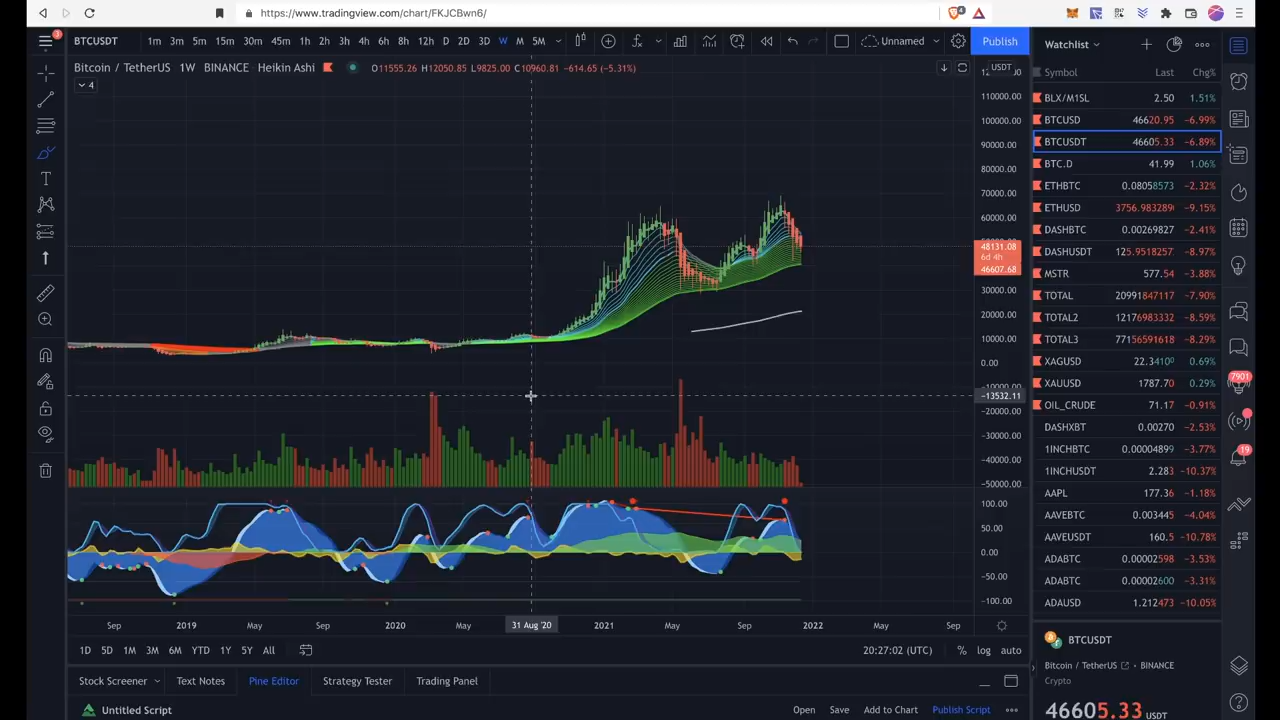 https://www.tradingview.com/chart/FKJCBwn6/
3
BTCUSDT 1m 3m 5m 15m 30m 1h 2h 3h 4h 6h 8h 12h D 2D 3D W M 5M Unnamed Publish
Bitcoin / TetherUS 1W BINANCE Heikin Ashi O11555.26 H12050.85 L9825.00 C10960.81 −614.65 (−5.31%)
USDT
4
110000.00
100000.00
90000.00
80000.00
70000.00
60000.00
48131.08
6d 4h
46607.68
30000.00
20000.00
10000.00
0.00
−10000.00
−13532.11
−20000.00
−30000.00
−40000.00
−50000.00
100.00
50.00
0.00
−50.00
−100.00
Sep 2019 May Sep 2020 May 31 Aug '20 2021 May Sep 2022 May Sep
1D 5D 1M 3M 6M YTD 1Y 5Y All 20:27:02 (UTC) % log auto
Stock Screener Text Notes Pine Editor Strategy Tester Trading Panel
Untitled Script Open Save Add to Chart Publish Script
Watchlist
Symbol Last Chg%
BLX/M1SL 2.50 1.51%
BTCUSD 46620.95 −6.99%
BTCUSDT 46605.33 −6.89%
BTC.D 41.99 1.06%
ETHBTC 0.08058573 −2.32%
ETHUSD 3756.983289 −9.15%
DASHBTC 0.00269827 −2.41%
DASHUSDT 125.9518257 −8.97%
MSTR 577.54 −3.88%
TOTAL 20991844711 −7.90%
TOTAL2 12176983332 −8.59%
TOTAL3 77156591618 −8.29%
XAGUSD 22.3410 0.69%
XAUUSD 1787.70 0.29%
OIL_CRUDE 71.17 −0.91%
DASHXBT 0.00270 −2.53%
1INCHBTC 0.00004899 −3.77%
1INCHUSDT 2.283 −10.37%
AAPL 177.36 −1.18%
AAVEBTC 0.003445 −4.04%
AAVEUSDT 160.5 −10.78%
ADABTC 0.00002598 −3.53%
ADABTC 0.00002600 −3.31%
ADAUSD 1.212473 −10.05%
BTCUSDT
Bitcoin / TetherUS BINANCE
Crypto
46605.33 USDT
7901
19